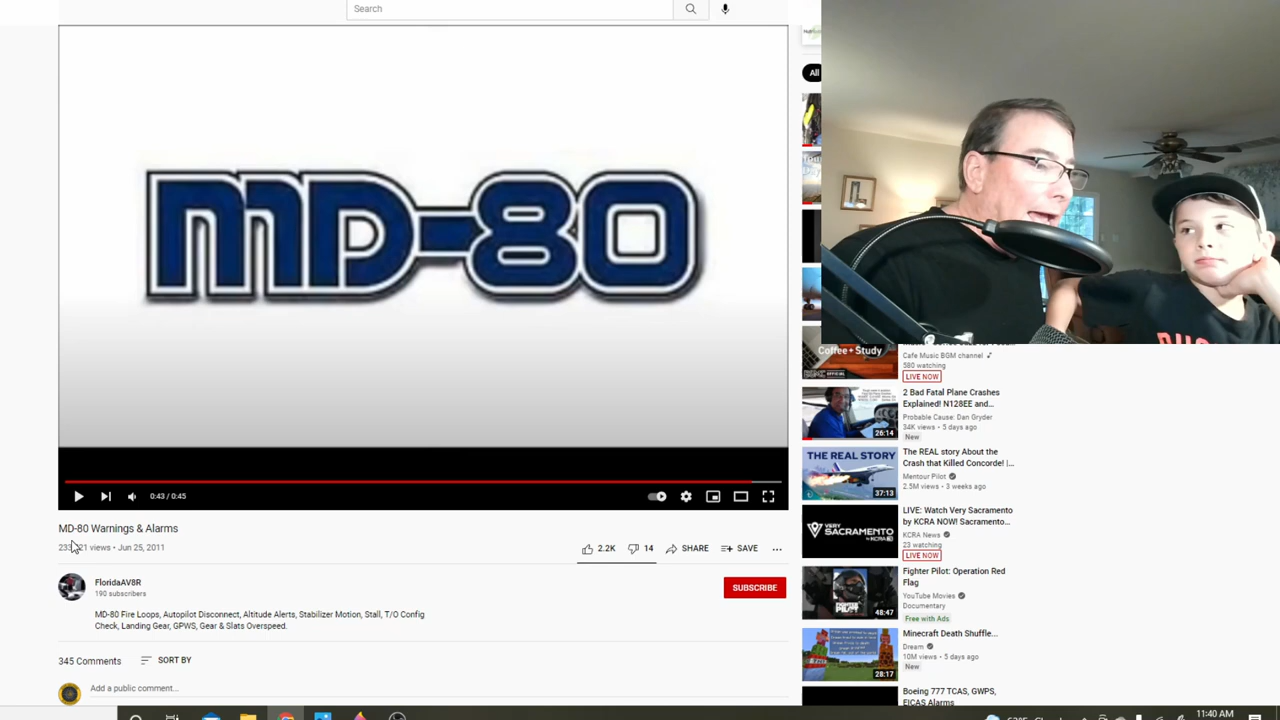 Search
All
MD-80
0:43 / 0:45
MD-80 Warnings & Alarms
views • Jun 25, 2011
2.2K
14
SHARE
SAVE
FloridaAV8R
190 subscribers
SUBSCRIBE
MD-80 Fire Loops, Autopilot Disconnect, Altitude Alerts, Stabilizer Motion, Stall, T/O Config
Check, Landing Gear, GPWS, Gear & Slats Overspeed.
345 Comments
SORT BY
Add a public comment...
Coffee + Study
Cafe Music BGM channel
580 watching
LIVE NOW
2 Bad Fatal Plane Crashes
Explained! N128EE and...
Probable Cause: Dan Gryder
34K views • 5 days ago
New
26:14
THE REAL STORY
37:13
The REAL story About the
Crash that Killed Concorde! |...
Mentour Pilot
2.5M views • 3 weeks ago
VERY
SACRAMENTO
LIVE: Watch Very Sacramento
by KCRA NOW! Sacramento...
KCRA News
23 watching
LIVE NOW
FIGHTER
PILOT
48:47
Fighter Pilot: Operation Red
Flag
YouTube Movies
Documentary
Free with Ads
28:17
Minecraft Death Shuffle...
Dream
10M views • 5 days ago
New
Boeing 777 TCAS, GPWS,
EICAS Alarms
11:40 AM